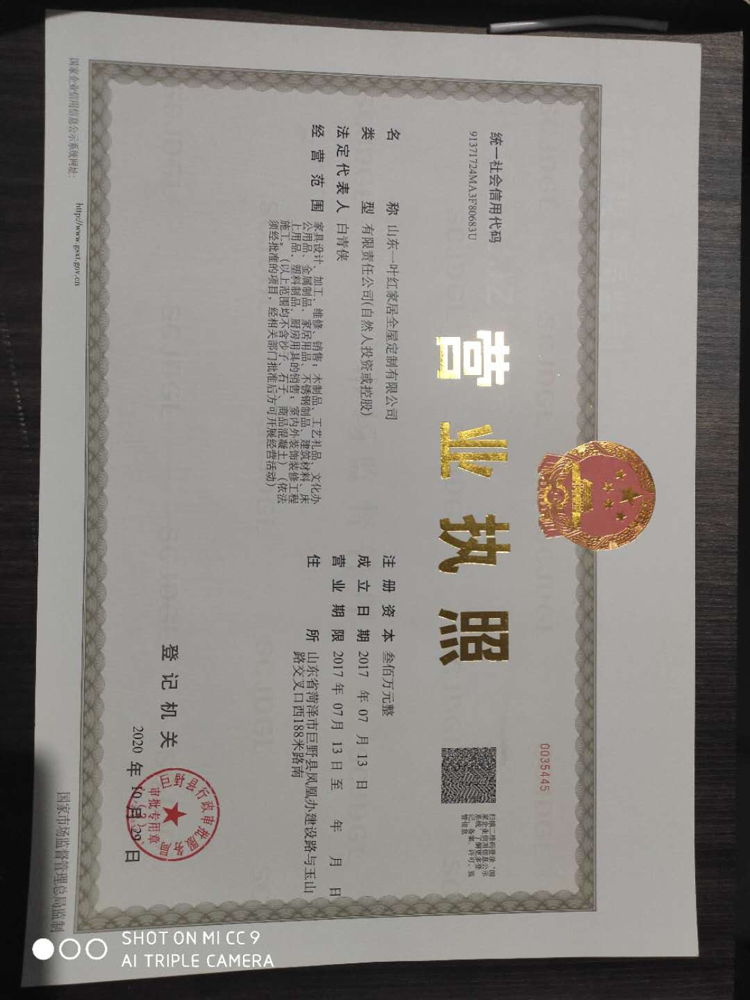 0035445
统一社会信用代码
91371724MA3F80683U
营业执照
扫描二维码登录‘国
家企业信用信息公示
系统’了解更多登
记、备案、许可、监
管信息
名称 山东一叶红家居全屋定制有限公司
类型 有限责任公司(自然人投资或控股)
法定代表人 白青侠
经营范围 家具设计、加工、维修、销售；木制品、工艺礼品、文化办
公用品、金属制品、家居用品、不锈钢制品、建筑材料、床
上用品、塑料制品、厨房用具的销售；室内外装饰装修工程
施工。（以上范围均不含沙子、石子、商品混凝土）（依法
须经批准的项目，经相关部门批准后方可开展经营活动）
注册资本 叁佰万元整
成立日期 2017 年 07 月 13 日
营业期限 2017 年 07 月 13 日至 年 月 日
住所 山东省菏泽市巨野县凤凰办建设路与玉山
路交叉口西188米路南
登记机关
巨野县行政审批服务局
审批专用章
2020 年 10 月 29 日
国家企业信用信息公示系统网址： http://www.gsxt.gov.cn
国家市场监督管理总局监制
SHOT ON MI CC 9
AI TRIPLE CAMERA